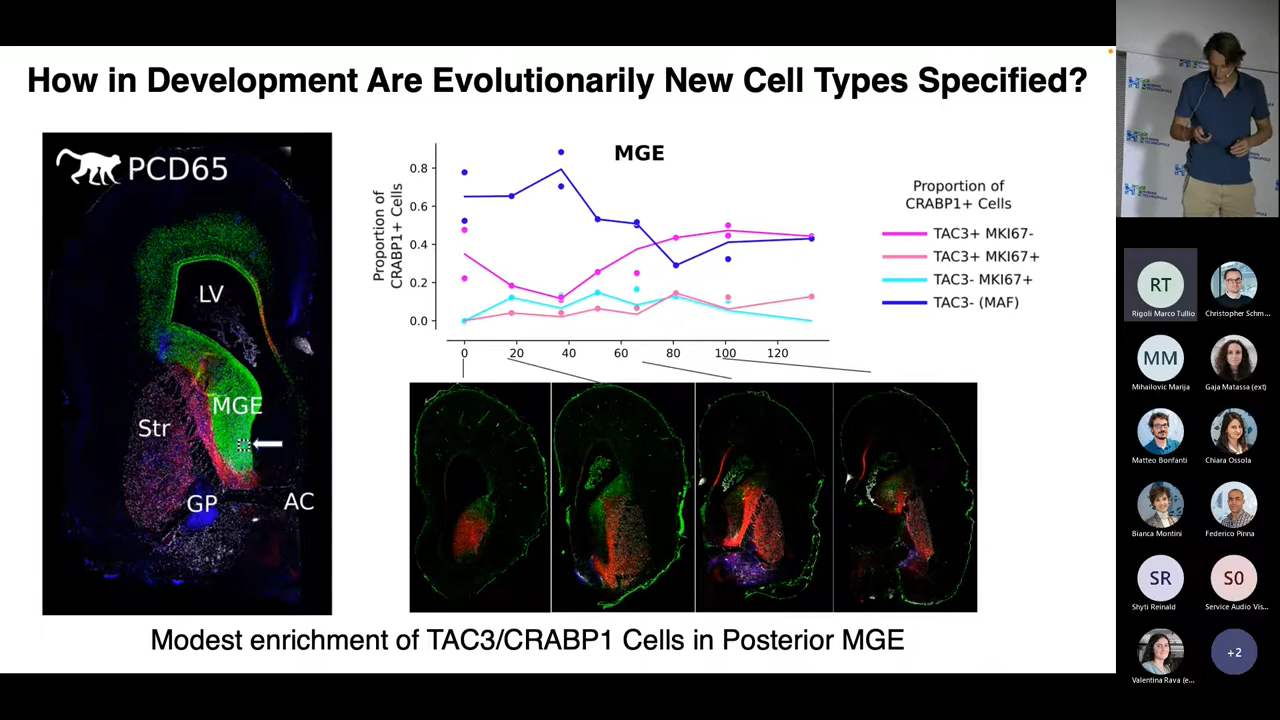 How in Development Are Evolutionarily New Cell Types Specified?
PCD65
LV
MGE
Str
GP
AC
MGE
Proportion of
CRABP1+ Cells
0.8
0.6
0.4
0.2
0.0
0 20 40 60 80 100 120
Proportion of
CRABP1+ Cells
TAC3+ MKI67-
TAC3+ MKI67+
TAC3- MKI67+
TAC3- (MAF)
Modest enrichment of TAC3/CRABP1 Cells in Posterior MGE
RT
Rigoli Marco Tullio
Christopher Schm...
MM
Mihailovic Marija
Gaja Matassa (ext)
Matteo Bonfanti
Chiara Ossola
Bianca Montini
Federico Pinna
SR
Shyti Reinald
S0
Service Audio Vis...
Valentina Rava (e...
+2